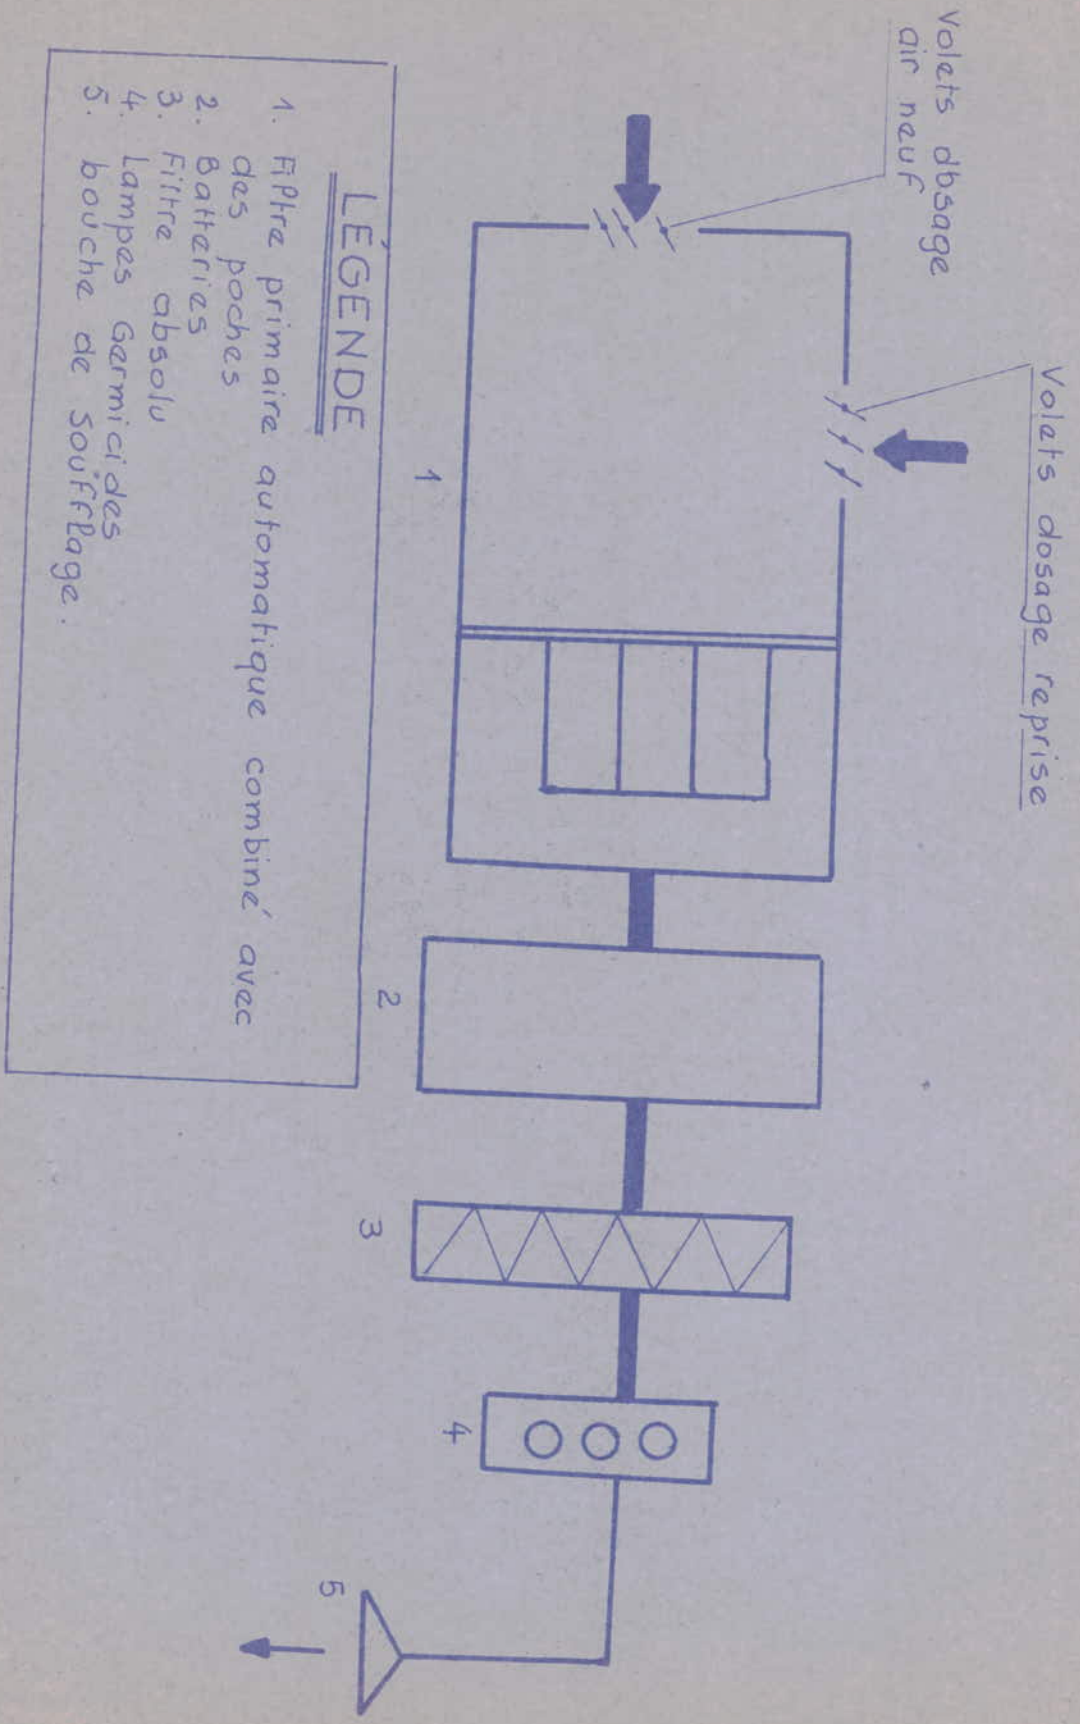 Volets dosage
air neuf
Volets dosage reprise
1
2
3
4
5
LÉGENDE
1. Filtre primaire automatique combiné avec
des poches
2. Batteries
3. Filtre absolu
4. Lampes Germicides
5. bouche de soufflage.